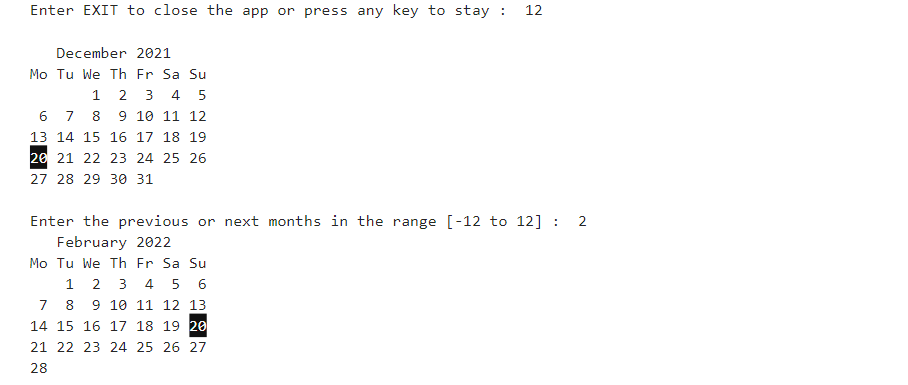 Enter EXIT to close the app or press any key to stay :  12
   December 2021
Mo Tu We Th Fr Sa Su
       1  2  3  4  5
 6  7  8  9 10 11 12
13 14 15 16 17 18 19
20 21 22 23 24 25 26
27 28 29 30 31
Enter the previous or next months in the range [-12 to 12] :  2
   February 2022
Mo Tu We Th Fr Sa Su
    1  2  3  4  5  6
 7  8  9 10 11 12 13
14 15 16 17 18 19 20
21 22 23 24 25 26 27
28